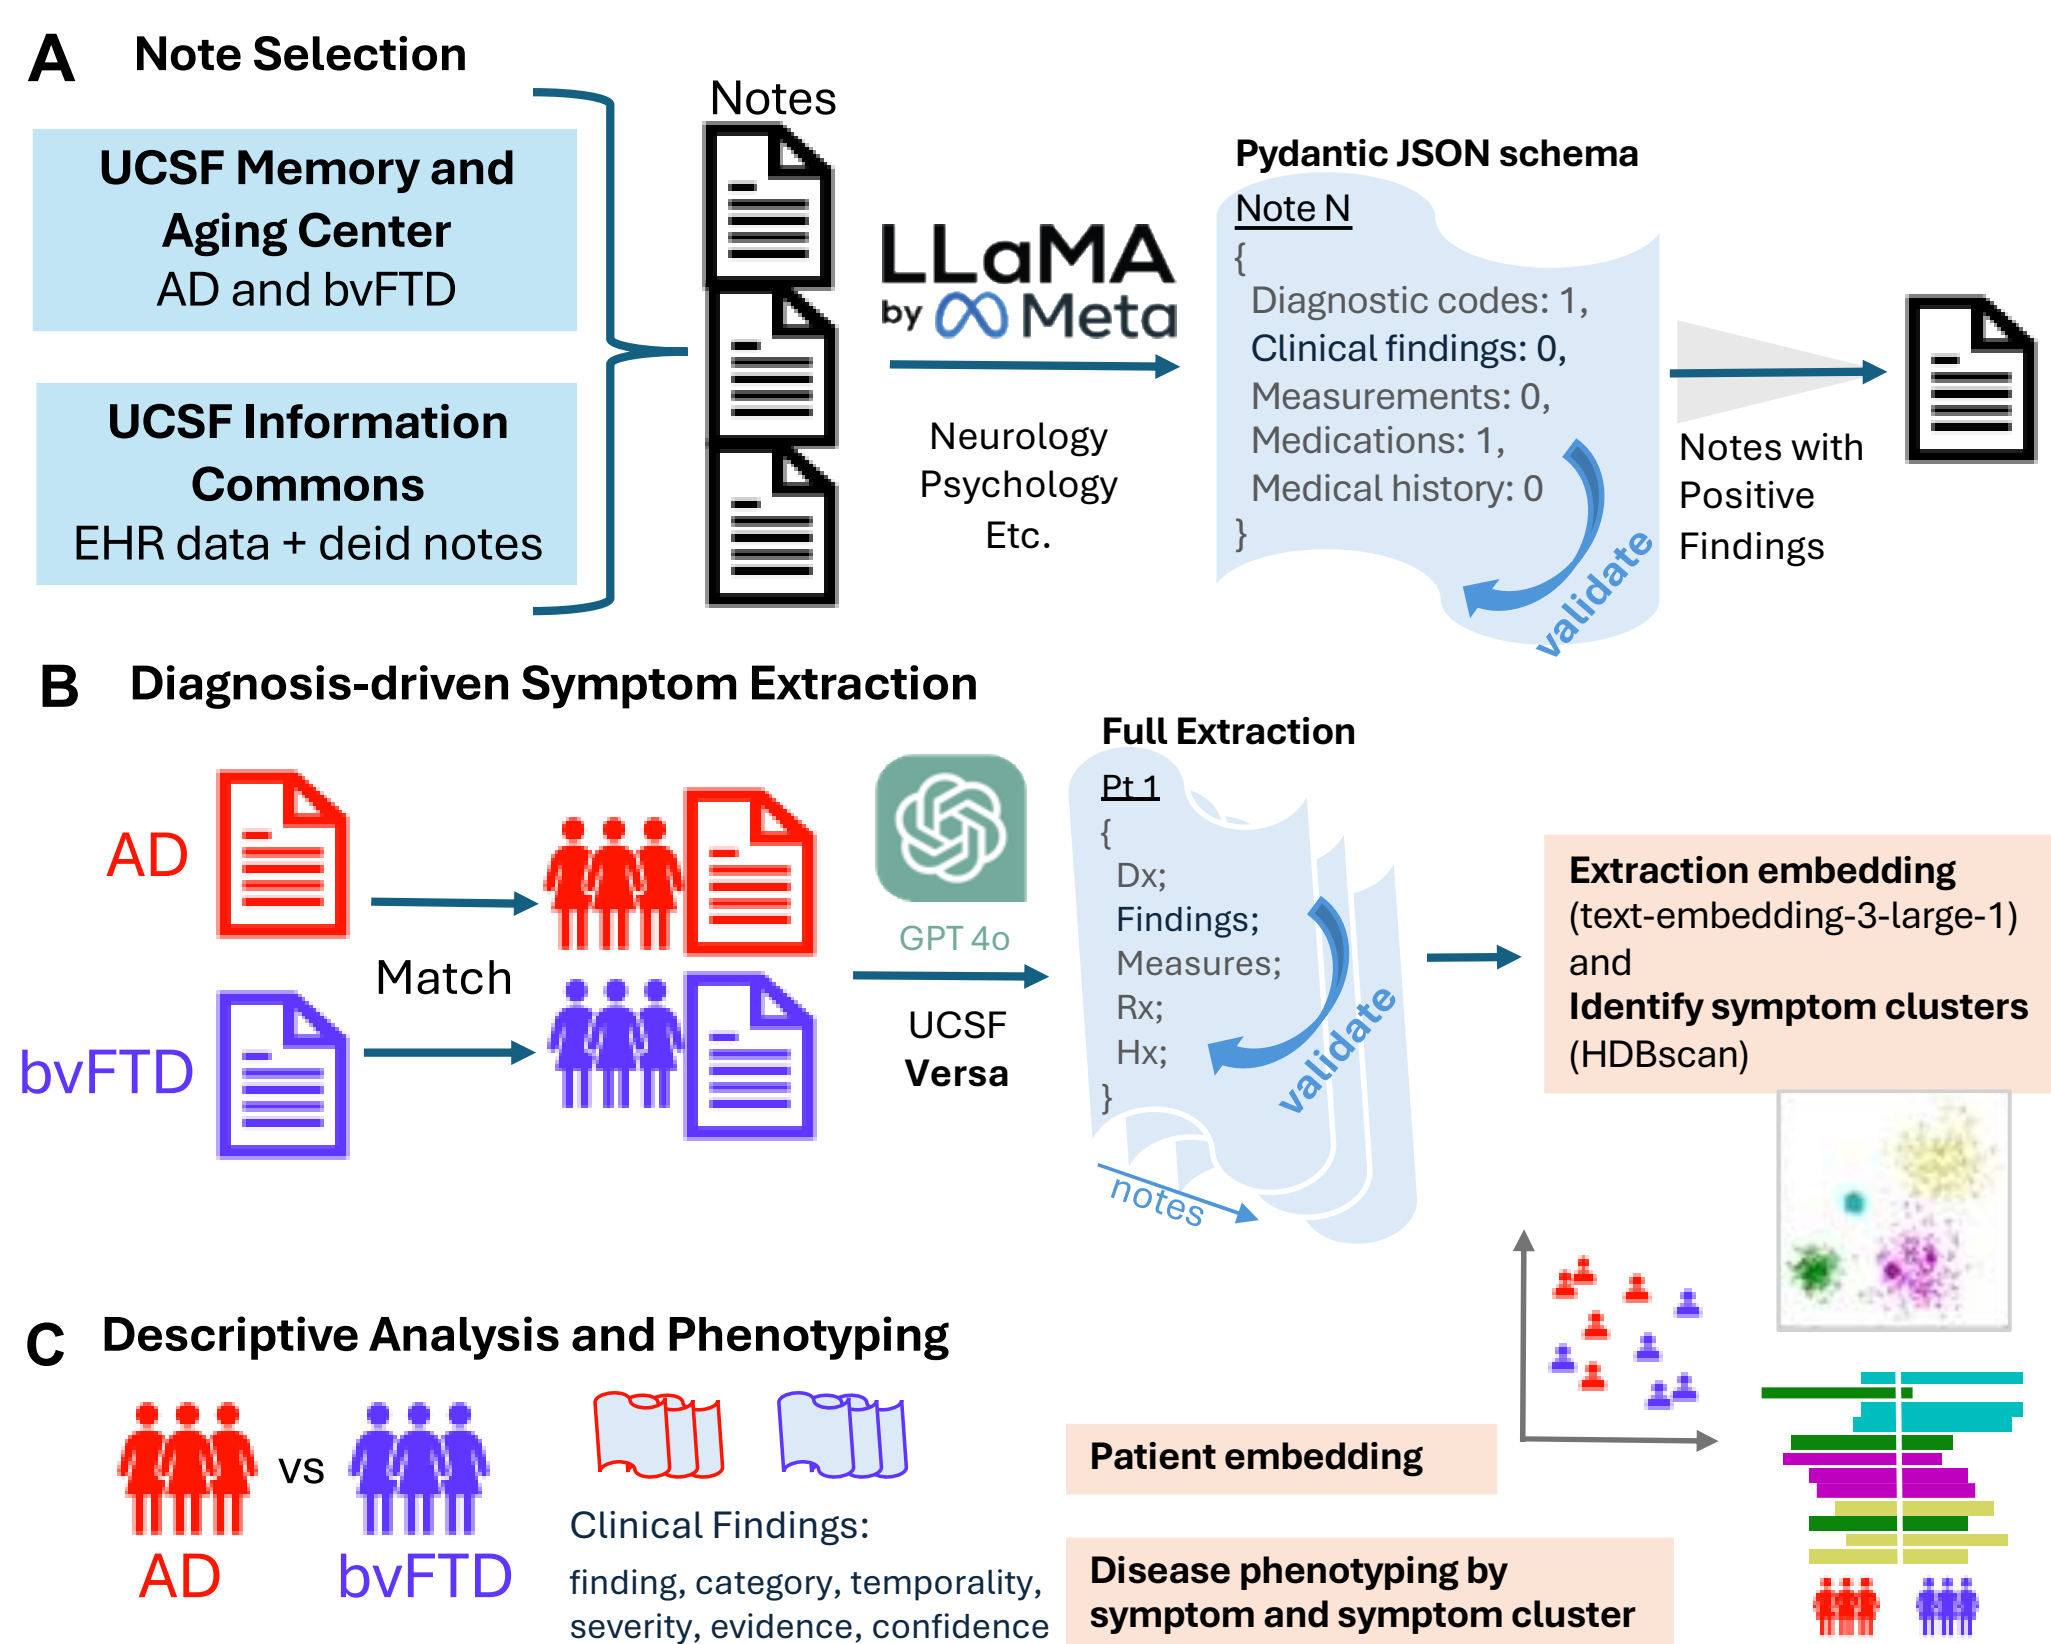 A Note Selection
UCSF Memory and
Aging Center
AD and bvFTD
UCSF Information
Commons
EHR data + deid notes
Notes
LLaMA
by Meta
Neurology
Psychology
Etc.
Pydantic JSON schema
Note N
{
Diagnostic codes: 1,
Clinical findings: 0,
Measurements: 0,
Medications: 1,
Medical history: 0
}
validate
Notes with
Positive
Findings
B Diagnosis-driven Symptom Extraction
AD
bvFTD
Match
GPT 4o
UCSF
Versa
Full Extraction
Pt 1
{
Dx;
Findings;
Measures;
Rx;
Hx;
}
validate
notes
Extraction embedding
(text-embedding-3-large-1)
and
Identify symptom clusters
(HDBscan)
C Descriptive Analysis and Phenotyping
AD
vs
bvFTD
Clinical Findings:
finding, category, temporality,
severity, evidence, confidence
Patient embedding
Disease phenotyping by
symptom and symptom cluster